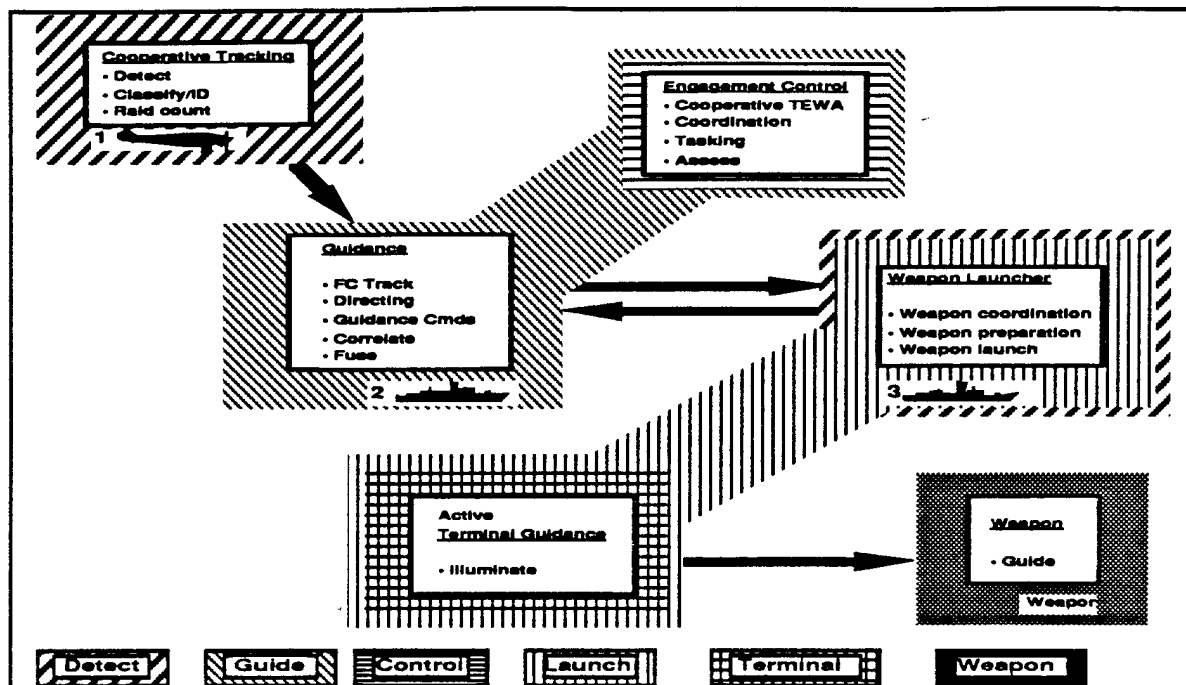 Cooperative Tracking
• Detect
• Classify/ID
• Raid count
1
Engagement Control
• Cooperative TEWA
• Coordination
• Tasking
• Assess
Guidance
• FC Track
• Directing
• Guidance Cmds
• Correlate
• Fuse
2
Weapon Launcher
• Weapon coordination
• Weapon preparation
• Weapon launch
3
Active
Terminal Guidance
• Illuminate
Weapon
• Guide
Weapon
Detect
Guide
Control
Launch
Terminal
Weapon